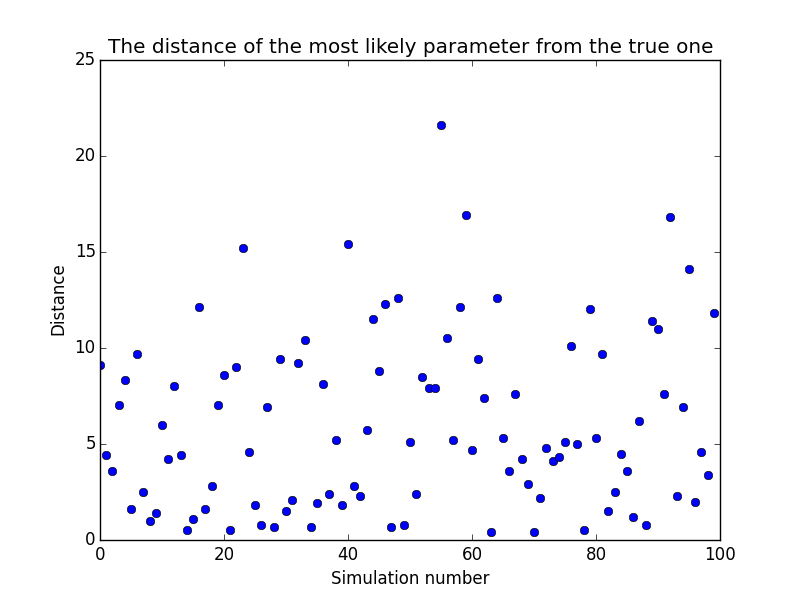 The distance of the most likely parameter from the true one
25
20
15
10
5
0
Distance
0 20 40 60 80 100
Simulation number